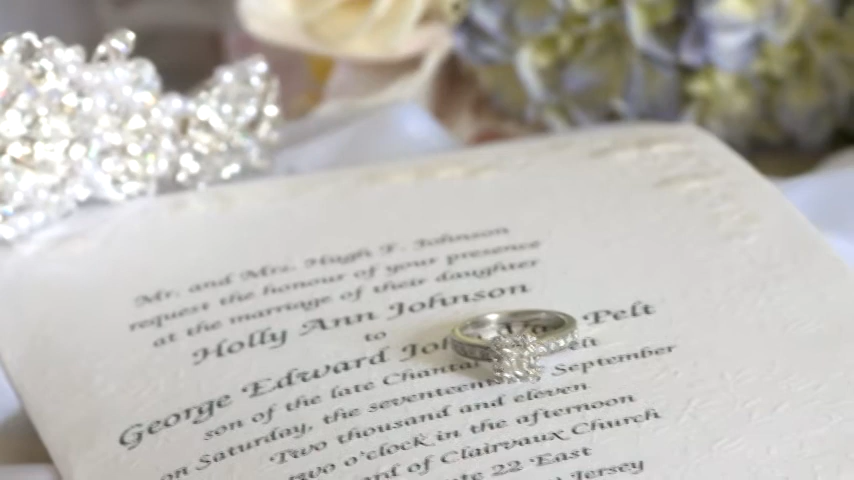 Mr. and Mrs. Hugh F. Johnson
request the honour of your presence
at the marriage of their daughter
Holly Ann Johnson
to
George Edward Pelt
son of the late Chantal
on Saturday, the September
Two thousand and eleven
two o'clock in the afternoon
of Clairvaux Church
22 East
Jersey